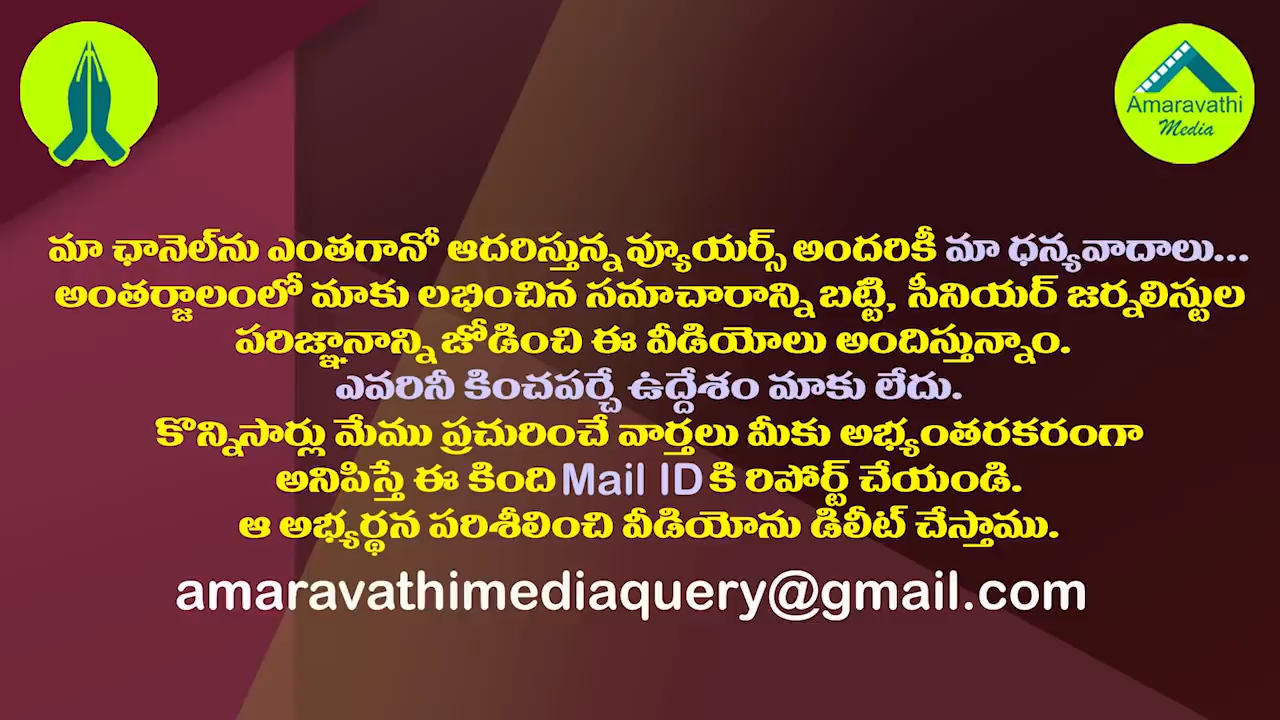 Amaravathi
Media
మా ఛానెల్‌ను ఎంతగానో ఆదరిస్తున్న వ్యూయర్స్ అందరికీ మా ధన్యవాదాలు...
అంతర్జాలంలో మాకు లభించిన సమాచారాన్ని బట్టి, సీనియర్ జర్నలిస్టుల
పరిజ్ఞానాన్ని జోడించి ఈ వీడియోలు అందిస్తున్నాం.
ఎవరినీ కించపర్చే ఉద్దేశం మాకు లేదు.
కొన్నిసార్లు మేము ప్రచురించే వార్తలు మీకు అభ్యంతరకరంగా
అనిపిస్తే ఈ కింది Mail ID కి రిపోర్ట్ చేయండి.
ఆ అభ్యర్థన పరిశీలించి వీడియోను డిలీట్ చేస్తాము.
amaravathimediaquery@gmail.com